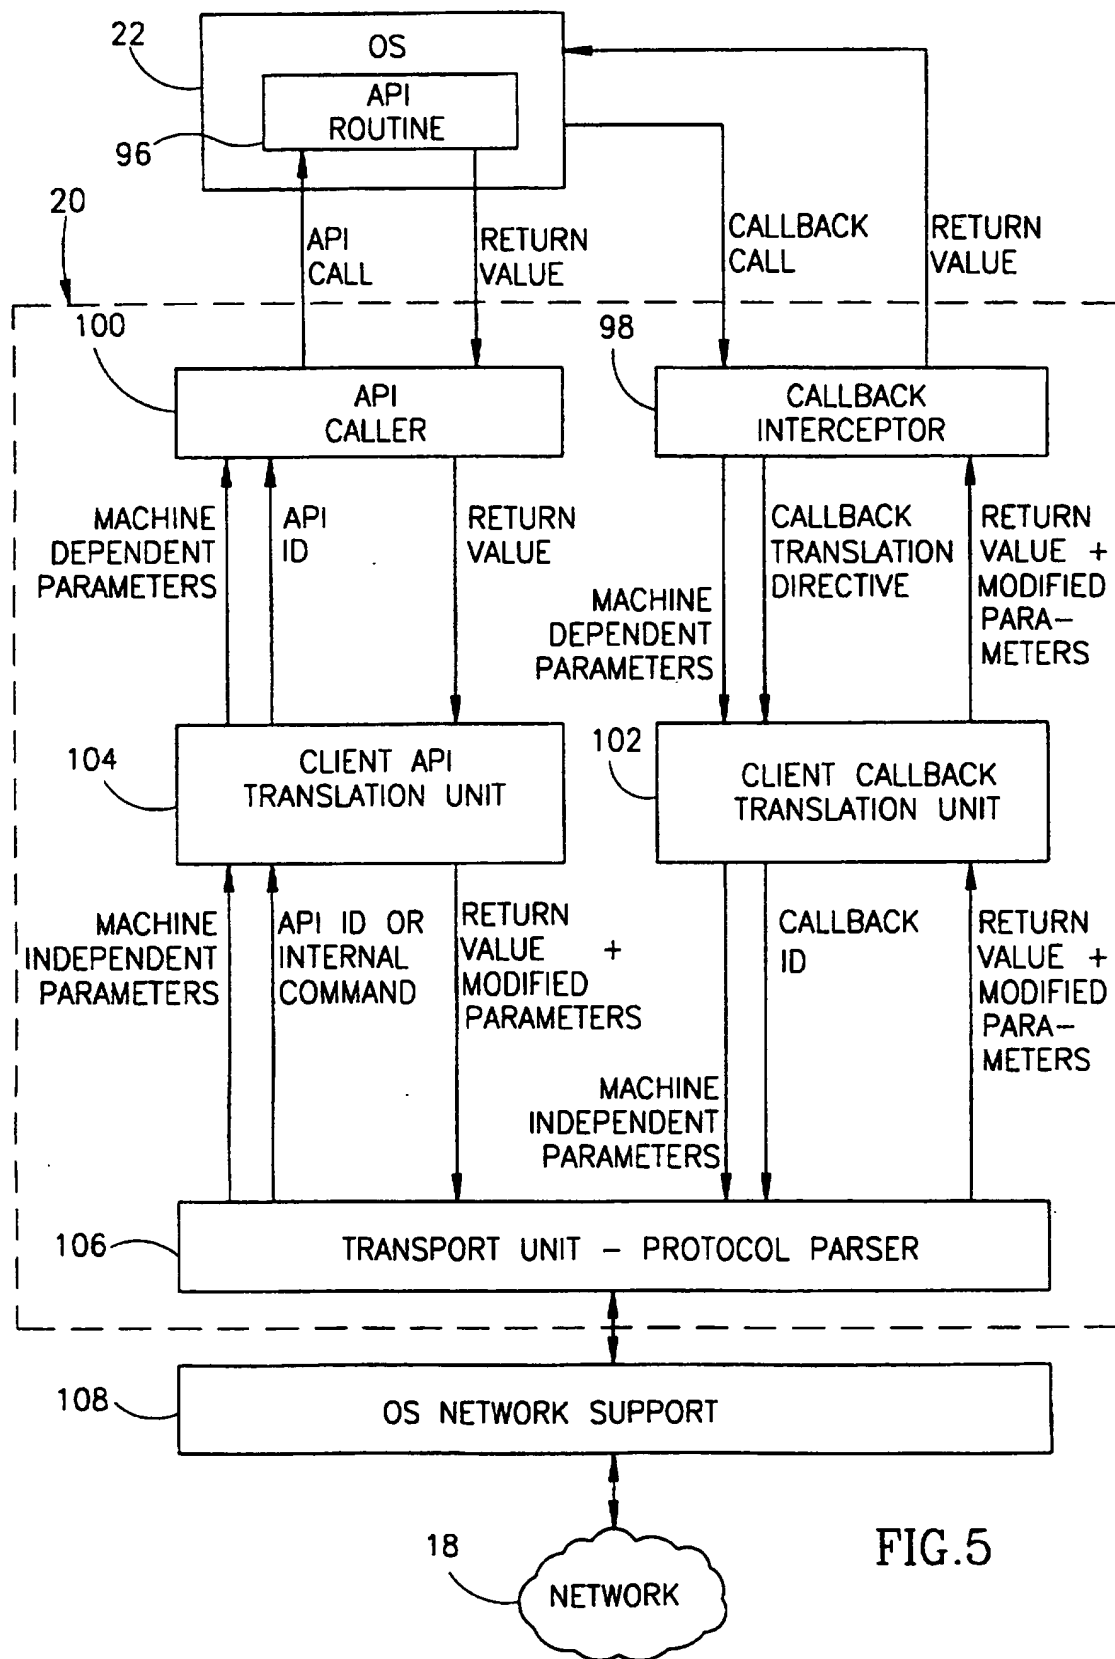 22
OS
API
ROUTINE
96
20
API
CALL
RETURN
VALUE
CALLBACK
CALL
RETURN
VALUE
100
98
API
CALLER
CALLBACK
INTERCEPTOR
MACHINE
DEPENDENT
PARAMETERS
API
ID
RETURN
VALUE
MACHINE
DEPENDENT
PARAMETERS
CALLBACK
TRANSLATION
DIRECTIVE
RETURN
VALUE +
MODIFIED
PARA-
METERS
104
CLIENT API
TRANSLATION UNIT
102
CLIENT CALLBACK
TRANSLATION UNIT
MACHINE
INDEPENDENT
PARAMETERS
API ID OR
INTERNAL
COMMAND
RETURN
VALUE +
MODIFIED
PARAMETERS
MACHINE
INDEPENDENT
PARAMETERS
CALLBACK
ID
RETURN
VALUE +
MODIFIED
PARA-
METERS
106
TRANSPORT UNIT – PROTOCOL PARSER
108
OS NETWORK SUPPORT
18
NETWORK
FIG.5